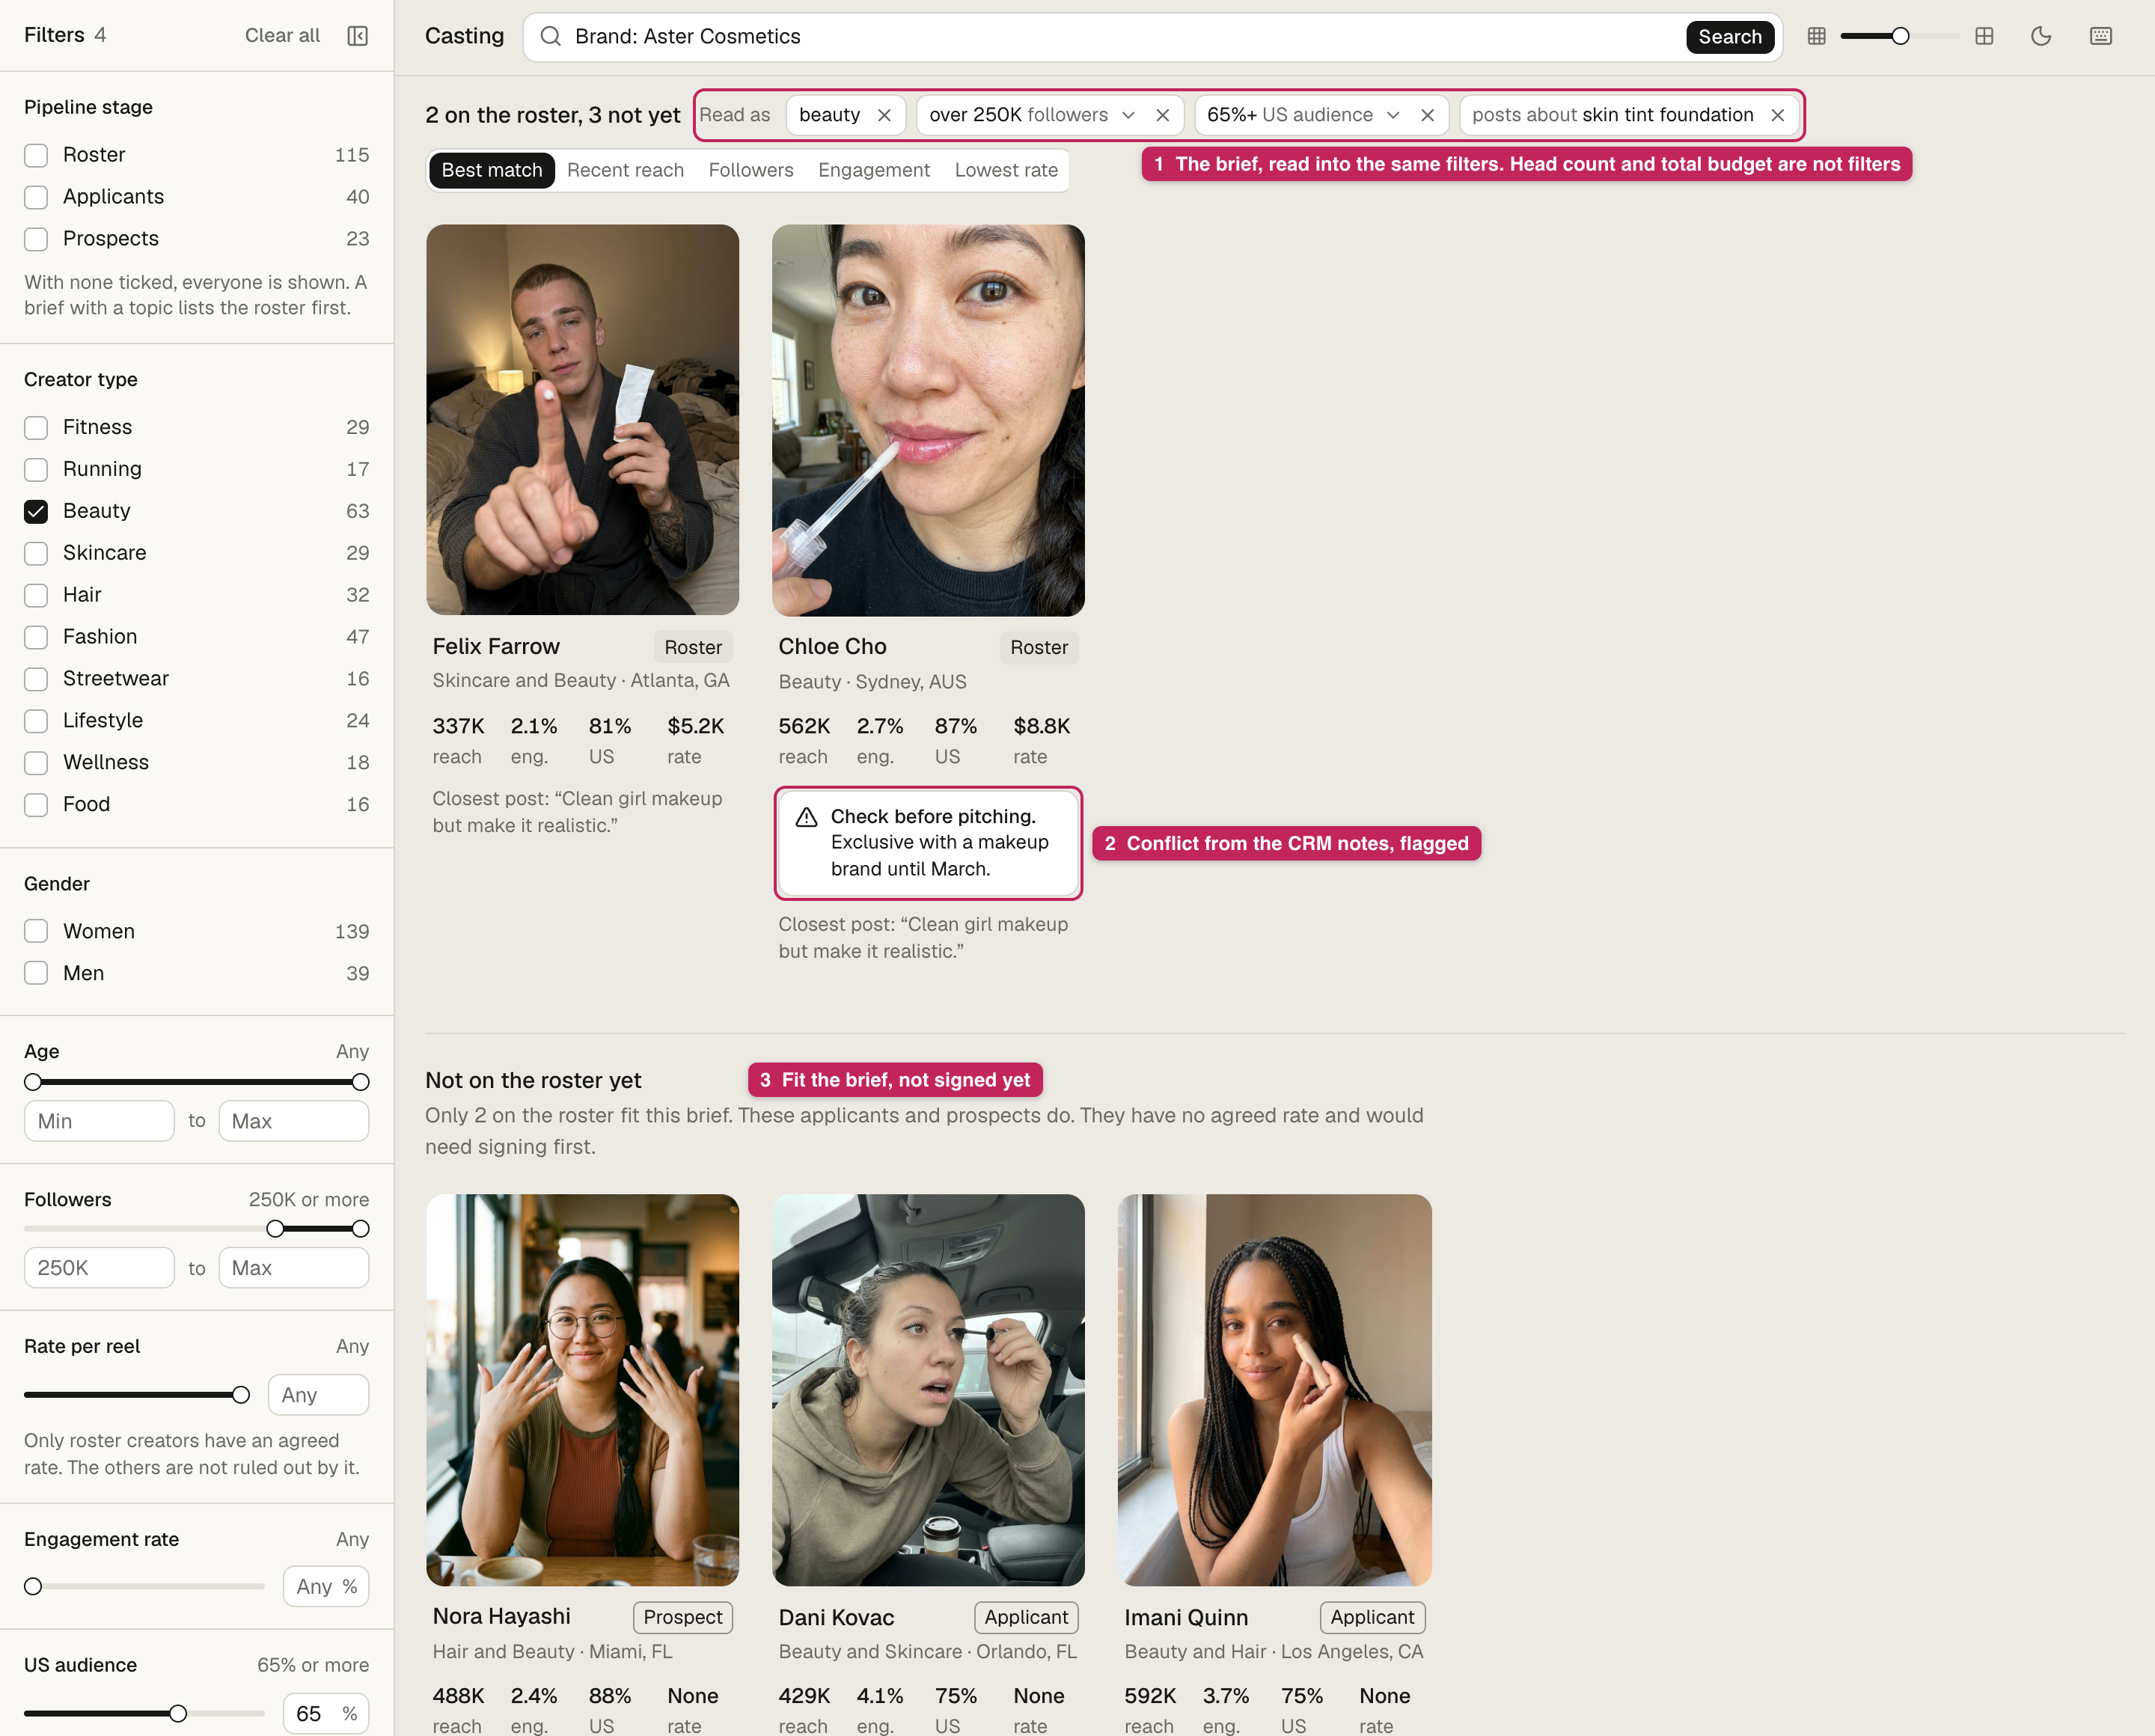 Filters 4
Clear all
Pipeline stage
Roster 115
Applicants 40
Prospects 23
With none ticked, everyone is shown. A
brief with a topic lists the roster first.
Creator type
Fitness 29
Running 17
Beauty 63
Skincare 29
Hair 32
Fashion 47
Streetwear 16
Lifestyle 24
Wellness 18
Food 16
Gender
Women 139
Men 39
Age Any
Min to Max
Followers 250K or more
250K to Max
Rate per reel Any
Any
Only roster creators have an agreed
rate. The others are not ruled out by it.
Engagement rate Any
Any %
US audience 65% or more
65 %
Casting
Brand: Aster Cosmetics
Search
2 on the roster, 3 not yet
Read as
beauty
over 250K followers
65%+ US audience
posts about skin tint foundation
1 The brief, read into the same filters. Head count and total budget are not filters
Best match Recent reach Followers Engagement Lowest rate
Felix Farrow Roster
Skincare and Beauty · Atlanta, GA
337K 2.1% 81% $5.2K
reach eng. US rate
Closest post: “Clean girl makeup
but make it realistic.”
Chloe Cho Roster
Beauty · Sydney, AUS
562K 2.7% 87% $8.8K
reach eng. US rate
Check before pitching.
Exclusive with a makeup
brand until March.
2 Conflict from the CRM notes, flagged
Closest post: “Clean girl makeup
but make it realistic.”
Not on the roster yet
3 Fit the brief, not signed yet
Only 2 on the roster fit this brief. These applicants and prospects do. They have no agreed rate and would
need signing first.
Nora Hayashi Prospect
Hair and Beauty · Miami, FL
488K 2.4% 88% None
reach eng. US rate
Dani Kovac Applicant
Beauty and Skincare · Orlando, FL
429K 4.1% 75% None
reach eng. US rate
Imani Quinn Applicant
Beauty and Hair · Los Angeles, CA
592K 3.7% 75% None
reach eng. US rate